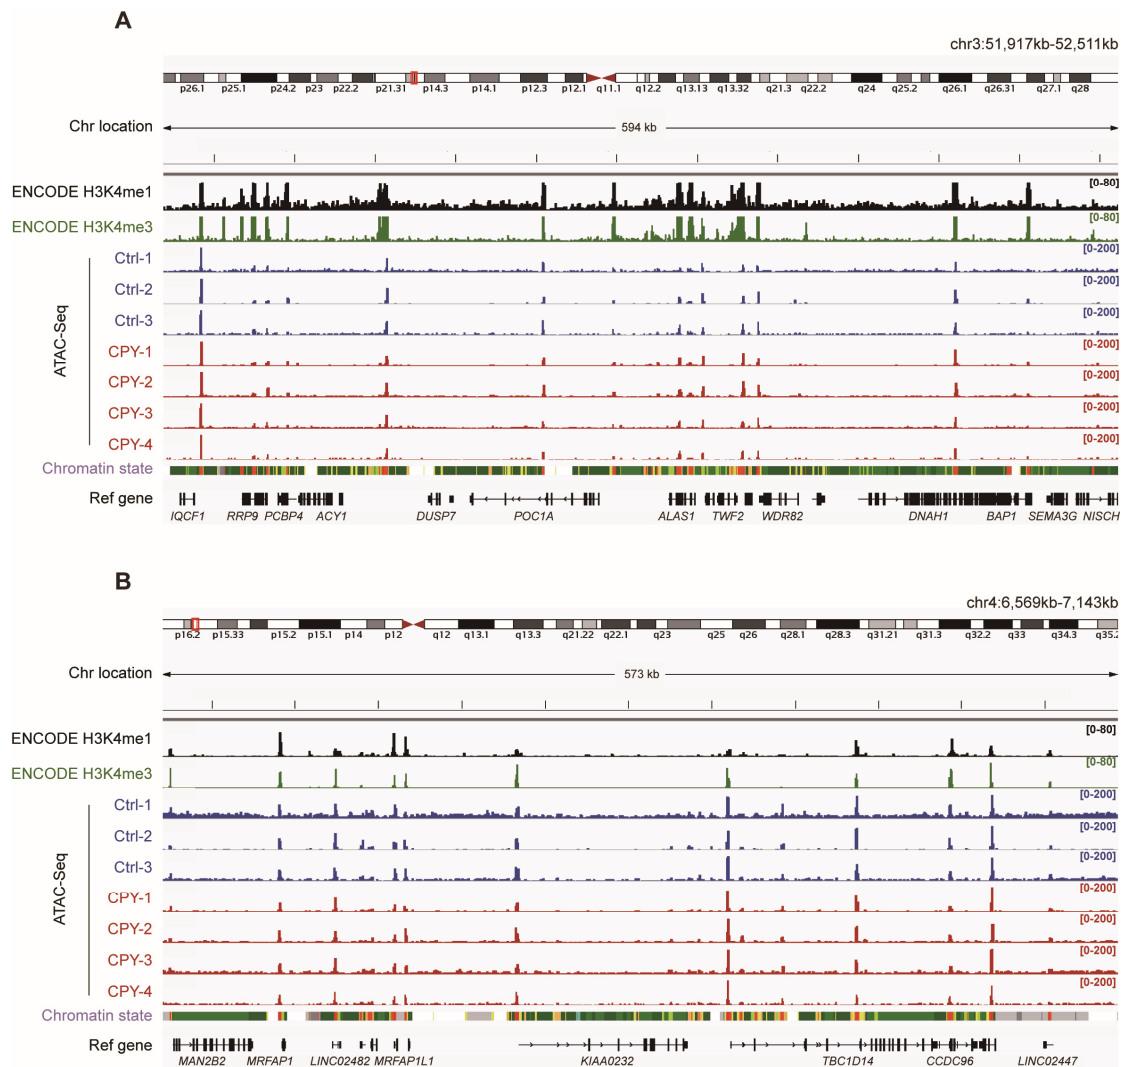 A
chr3:51,917kb-52,511kb
p26.1 p25.1 p24.2 p23 p22.2 p21.31 p14.3 p14.1 p12.3 p12.1 q11.1 q12.2 q13.13 q13.32 q21.3 q22.2 q24 q25.2 q26.1 q26.31 q27.1 q28
Chr location 594 kb
ENCODE H3K4me1 [0-80]
ENCODE H3K4me3 [0-80]
ATAC-Seq
Ctrl-1 [0-200]
Ctrl-2 [0-200]
Ctrl-3 [0-200]
CPY-1 [0-200]
CPY-2 [0-200]
CPY-3 [0-200]
CPY-4 [0-200]
Chromatin state
Ref gene
IQCF1 RRP9 PCBP4 ACY1 DUSP7 POC1A ALAS1 TWF2 WDR82 DNAH1 BAP1 SEMA3G NISCH
B
chr4:6,569kb-7,143kb
p16.2 p15.33 p15.2 p15.1 p14 p12 q12 q13.1 q13.3 q21.22 q22.1 q23 q25 q26 q28.1 q28.3 q31.21 q31.3 q32.2 q33 q34.3 q35.2
Chr location 573 kb
ENCODE H3K4me1 [0-80]
ENCODE H3K4me3 [0-80]
ATAC-Seq
Ctrl-1 [0-200]
Ctrl-2 [0-200]
Ctrl-3 [0-200]
CPY-1 [0-200]
CPY-2 [0-200]
CPY-3 [0-200]
CPY-4 [0-200]
Chromatin state
Ref gene
MAN2B2 MRFAP1 LINC02482 MRFAP1L1 KIAA0232 TBC1D14 CCDC96 LINC02447